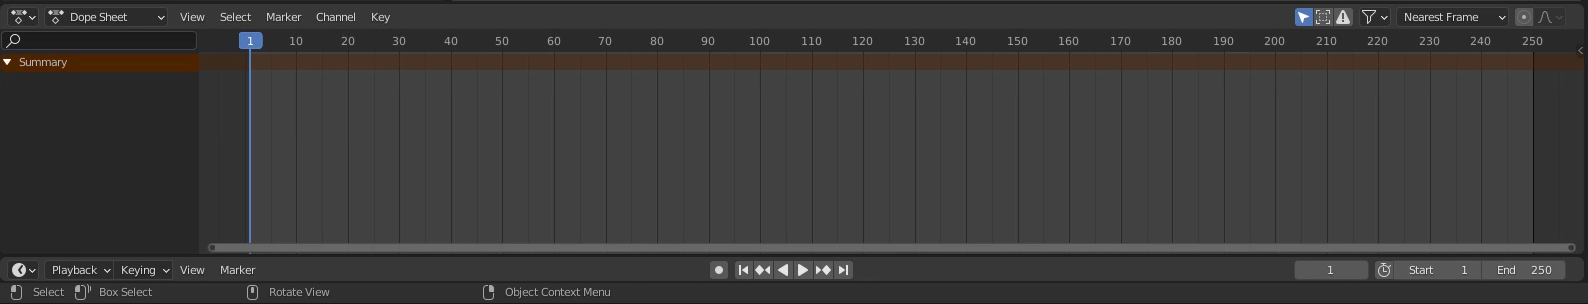 Dope Sheet View Select Marker Channel Key Nearest Frame
1 10 20 30 40 50 60 70 80 90 100 110 120 130 140 150 160 170 180 190 200 210 220 230 240 250
Summary
Playback Keying View Marker 1 Start 1 End 250
Select Box Select Rotate View Object Context Menu